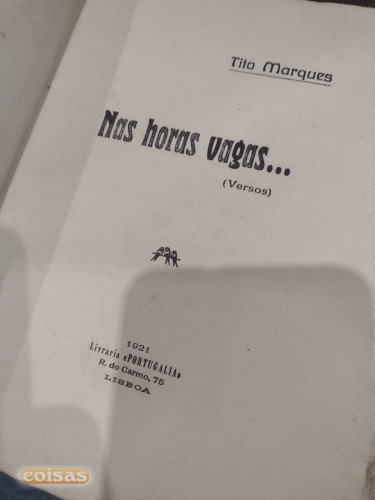 Tito Marques
Nas horas vagas...
(Versos)
1921
Livraria «PORTUGALIA»
R. do Carmo, 75
LISBOA
coisas